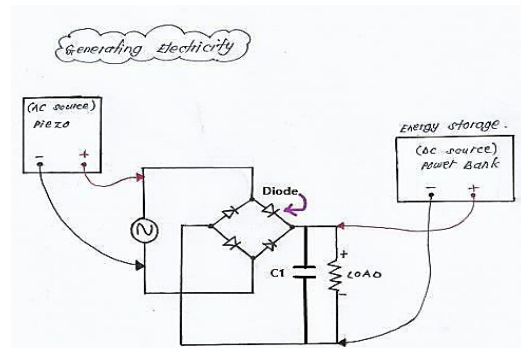 Generating Electricity
(AC source)
Piezo
- +
Energy storage.
(DC source)
Power Bank
- +
Diode
C1
+
LOAD
-